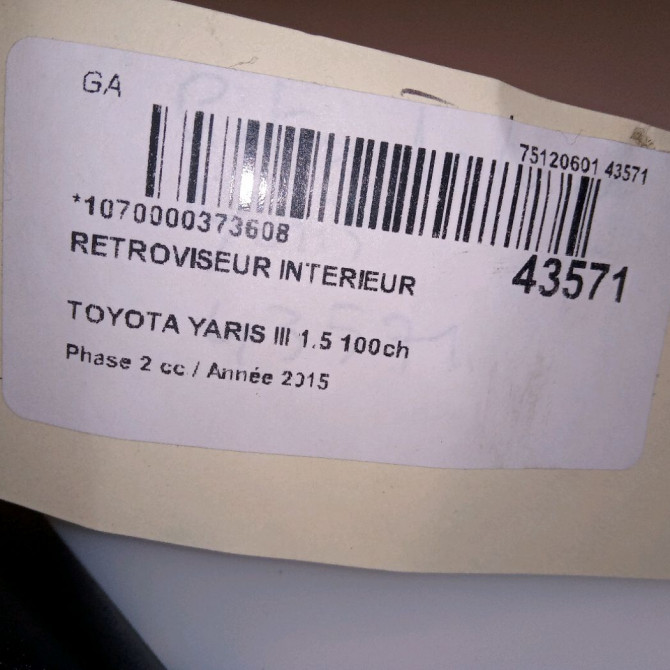 GA
75120601 43571
*1070000373608
RETROVISEUR INTERIEUR
43571
TOYOTA YARIS III 1.5 100ch
Phase 2 cc / Année 2015